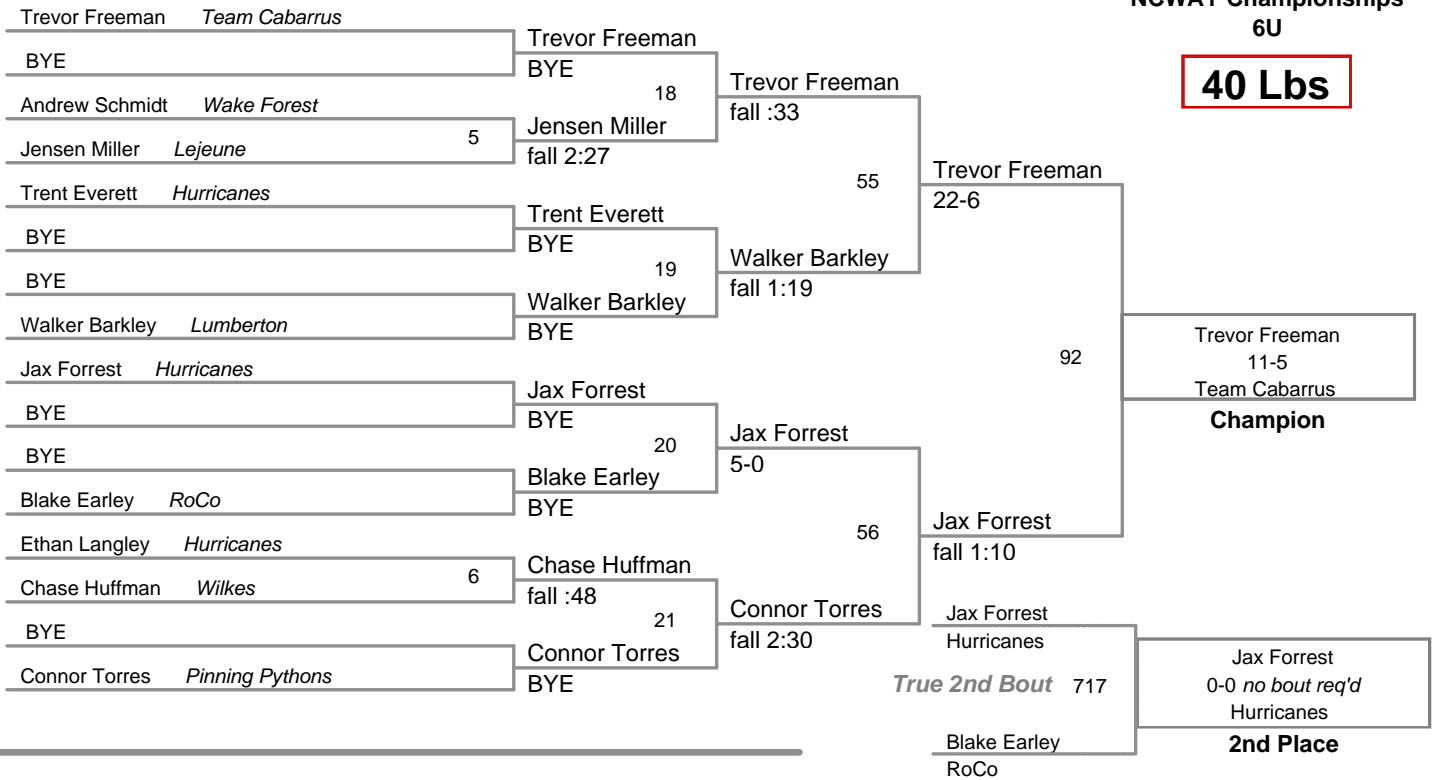 NCWAY Championships
6U
40 Lbs
Trevor Freeman Team Cabarrus
BYE
Andrew Schmidt Wake Forest
Jensen Miller Lejeune
Trent Everett Hurricanes
BYE
BYE
Walker Barkley Lumberton
Jax Forrest Hurricanes
BYE
BYE
Blake Earley RoCo
Ethan Langley Hurricanes
Chase Huffman Wilkes
BYE
Connor Torres Pinning Pythons
5
6
Trevor Freeman
BYE
18
Jensen Miller
fall 2:27
Trent Everett
BYE
19
Walker Barkley
BYE
Jax Forrest
BYE
20
Blake Earley
BYE
Chase Huffman
fall :48
21
Connor Torres
BYE
Trevor Freeman
fall :33
55
Walker Barkley
fall 1:19
Jax Forrest
5-0
56
Connor Torres
fall 2:30
Trevor Freeman
22-6
92
Jax Forrest
fall 1:10
Trevor Freeman
11-5
Team Cabarrus
Champion
Jax Forrest
Hurricanes
True 2nd Bout 717
Blake Earley
RoCo
Jax Forrest
0-0 no bout req'd
Hurricanes
2nd Place